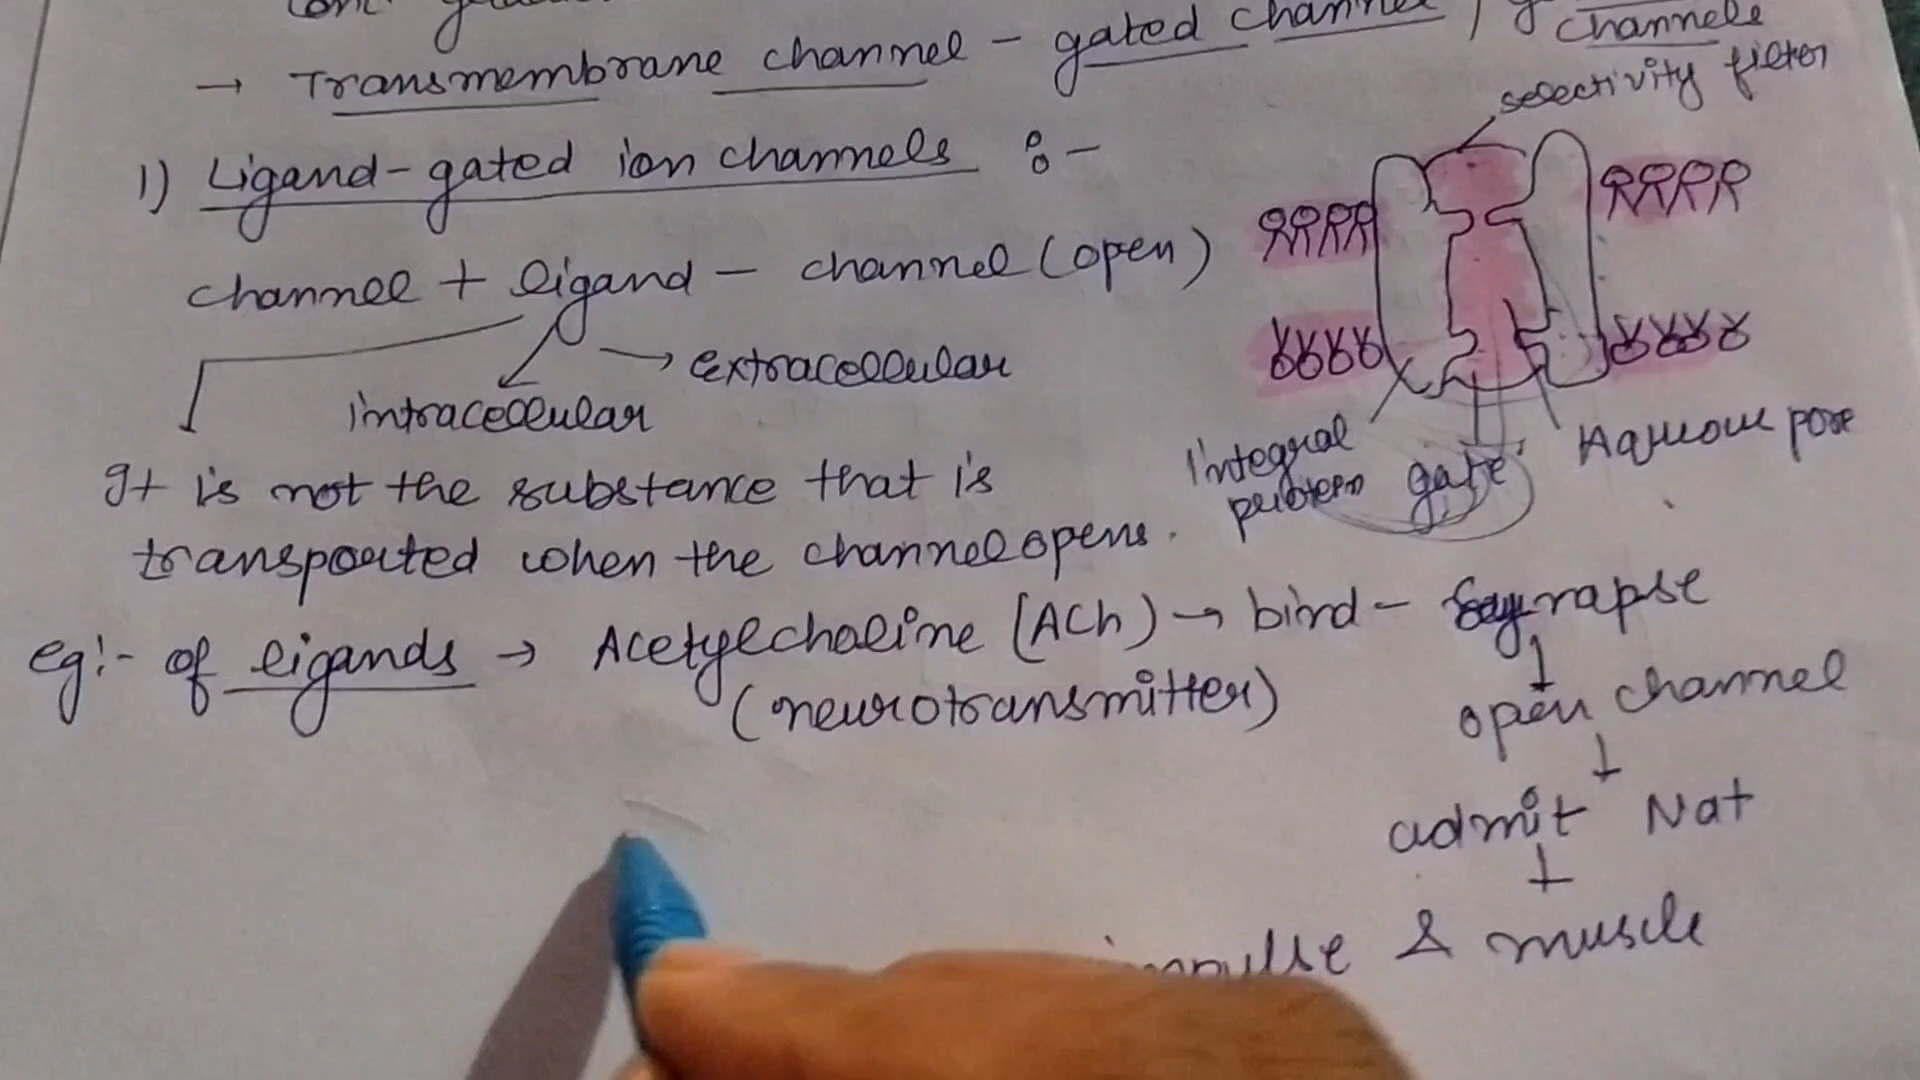 → Transmembrane channel - gated channel,
channels
selectivity filter
1) Ligand-gated ion channels :-
channel + ligand - channel (open)
extracellular
intracellular
It is not the substance that is
transported when the channel opens.
Integral
gate
Aqueous pore
eg:- of ligands → Acetylcholine (ACh) → bind - Synapse
(neurotransmitter)
open channel
admit Na+
impulse & muscle